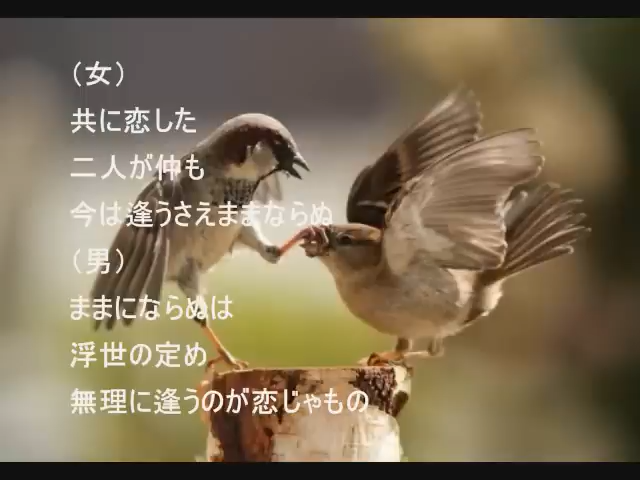 （女）
共に恋した
二人が仲も
今は逢うさえままならぬ
（男）
ままにならぬは
浮世の定め
無理に逢うのが恋じゃもの